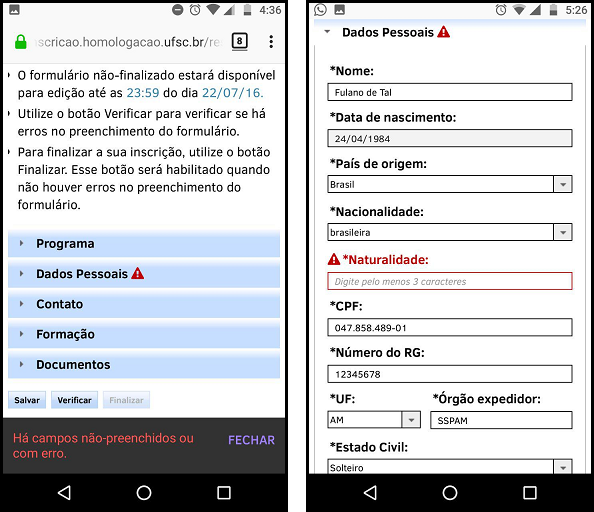 4:36
scricao.homologacao.ufsc.br/re
8
O formulário não-finalizado estará disponível
para edição até as 23:59 do dia 22/07/16.
Utilize o botão Verificar para verificar se há
erros no preenchimento do formulário.
Para finalizar a sua inscrição, utilize o botão
Finalizar. Esse botão será habilitado quando
não houver erros no preenchimento do
formulário.
Programa
Dados Pessoais
Contato
Formação
Documentos
Salvar Verificar Finalizar
Há campos não-preenchidos ou
com erro.
FECHAR
5:26
Dados Pessoais
*Nome:
Fulano de Tal
*Data de nascimento:
24/04/1984
*País de origem:
Brasil
*Nacionalidade:
brasileira
*Naturalidade:
Digite pelo menos 3 caracteres
*CPF:
047.858.489-01
*Número do RG:
12345678
*UF: *Órgão expedidor:
AM SSPAM
*Estado Civil:
Solteiro